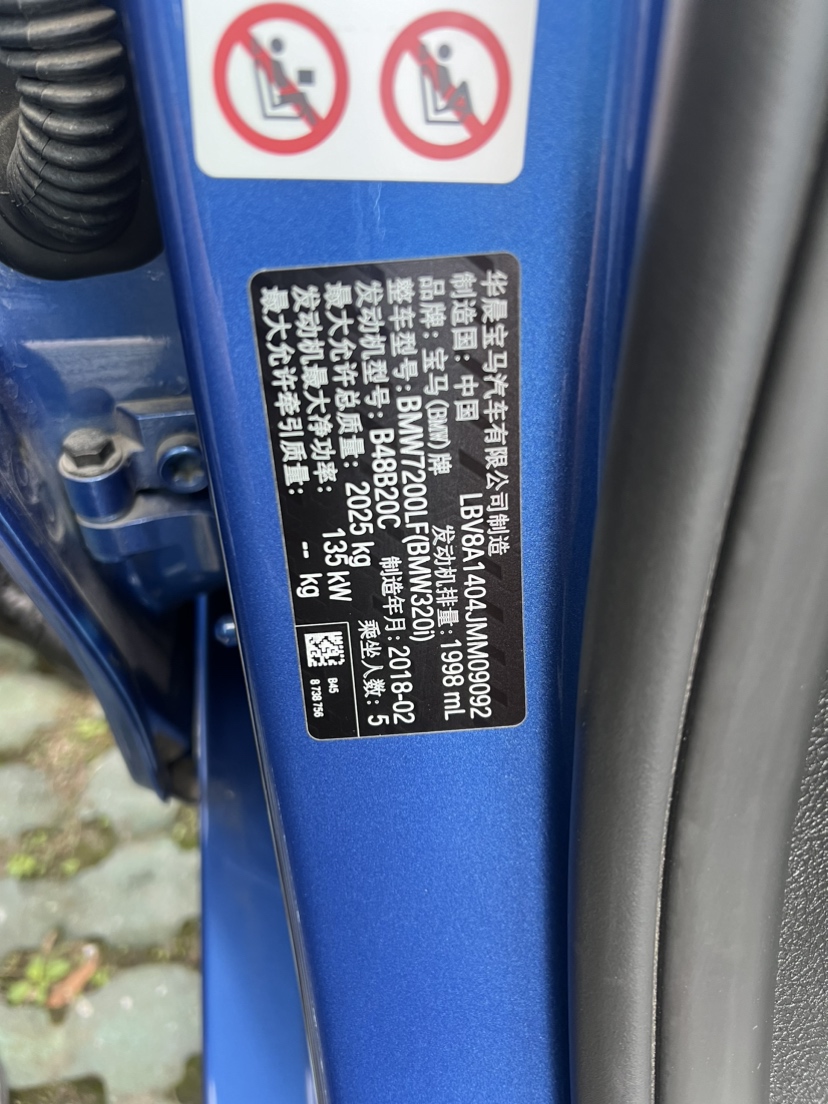 华晨宝马汽车有限公司制造
制造国：中国 LBV8A1404JMM09092
品牌：宝马(BMW)牌 发动机排量：1998 mL
整车型号：BMW7200LF(BMW320i)
发动机型号：B48B20C 制造年月：2018-02
最大允许总质量：2025 kg 乘坐人数：5
发动机最大净功率：135 kW
最大允许牵引质量：-- kg
B45
8 738 756